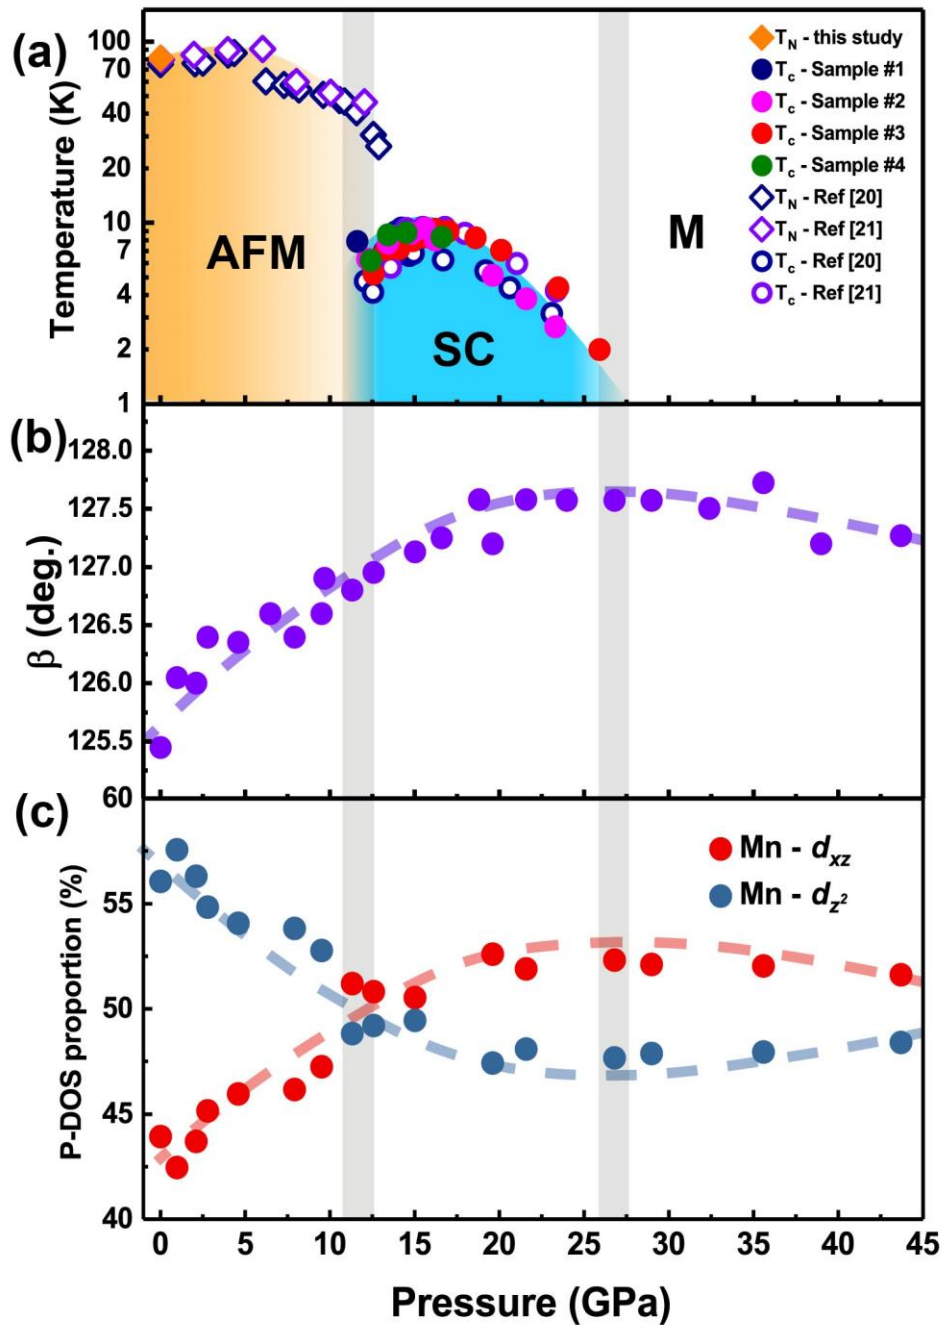 (a)
100
70
40
20
10
7
4
2
1
Temperature (K)
AFM
SC
M
T_N - this study
T_c - Sample #1
T_c - Sample #2
T_c - Sample #3
T_c - Sample #4
T_N - Ref [20]
T_N - Ref [21]
T_c - Ref [20]
T_c - Ref [21]
(b)
128.0
127.5
127.0
126.5
126.0
125.5
β (deg.)
(c)
60
55
50
45
40
P-DOS proportion (%)
Mn - d_xz
Mn - d_z²
0 5 10 15 20 25 30 35 40 45
Pressure (GPa)